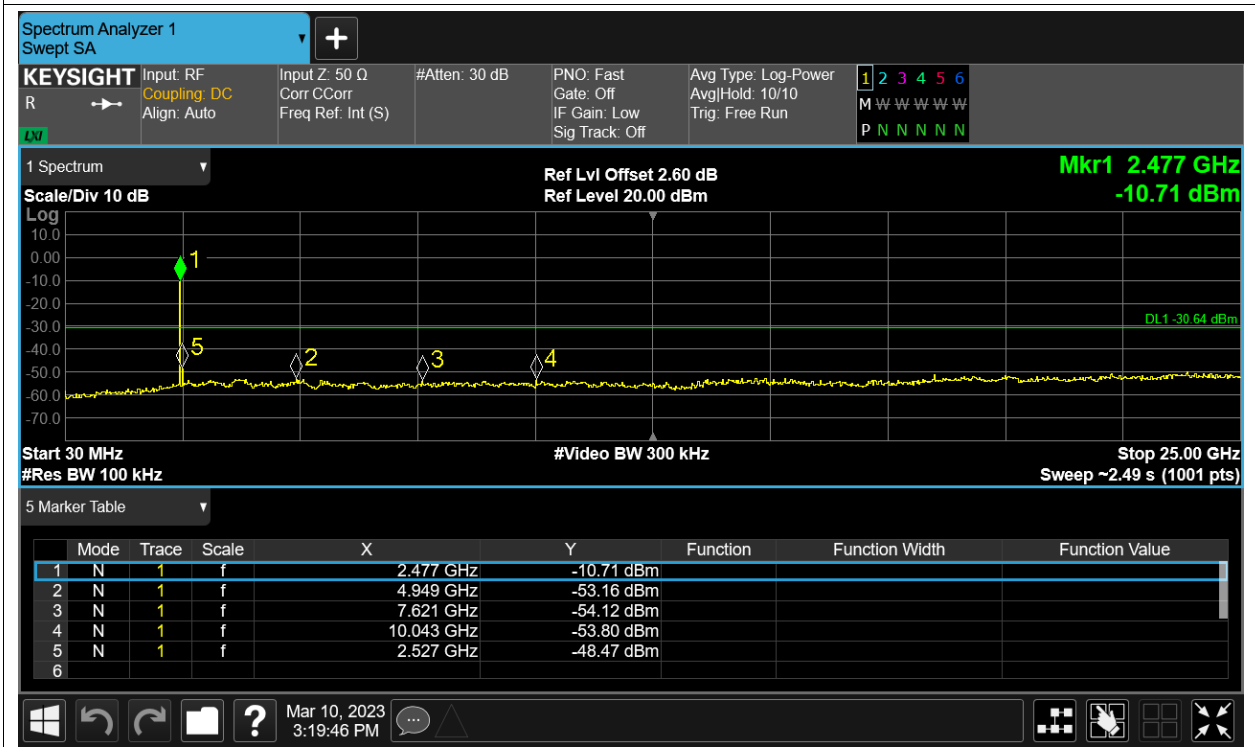 Spectrum Analyzer 1
Swept SA
+
KEYSIGHT Input: RF Input Z: 50 Ω #Atten: 30 dB PNO: Fast Avg Type: Log-Power 1 2 3 4 5 6
R Coupling: DC Corr CCorr Gate: Off Avg|Hold: 10/10 M W W W W W W
Align: Auto Freq Ref: Int (S) IF Gain: Low Trig: Free Run
LXI Sig Track: Off P N N N N N N
1 Spectrum Ref Lvl Offset 2.60 dB Mkr1 2.477 GHz
Scale/Div 10 dB Ref Level 20.00 dBm -10.71 dBm
Log
10.0
0.00 1
-10.0
-20.0
-30.0 DL1 -30.64 dBm
-40.0 5 2 3 4
-50.0
-60.0
-70.0
Start 30 MHz #Video BW 300 kHz Stop 25.00 GHz
#Res BW 100 kHz Sweep ~2.49 s (1001 pts)
5 Marker Table
Mode Trace Scale X Y Function Function Width Function Value
1 N 1 f 2.477 GHz -10.71 dBm
2 N 1 f 4.949 GHz -53.16 dBm
3 N 1 f 7.621 GHz -54.12 dBm
4 N 1 f 10.043 GHz -53.80 dBm
5 N 1 f 2.527 GHz -48.47 dBm
6
? Mar 10, 2023
3:19:46 PM